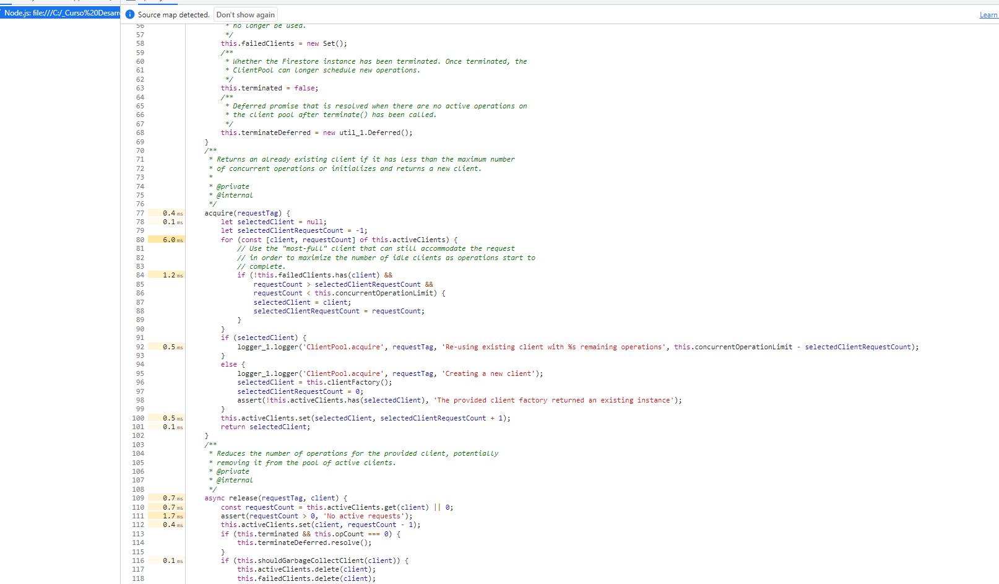 Node.js: file:///C:/_Curso%20Desarr
Source map detected. Don't show again Learn
56 * no longer be used.
57 */
58 this.failedClients = new Set();
59 /**
60 * Whether the Firestore instance has been terminated. Once terminated, the
61 * ClientPool can longer schedule new operations.
62 */
63 this.terminated = false;
64 /**
65 * Deferred promise that is resolved when there are no active operations on
66 * the client pool after terminate() has been called.
67 */
68 this.terminateDeferred = new util_1.Deferred();
69 }
70 /**
71 * Returns an already existing client if it has less than the maximum number
72 * of concurrent operations or initializes and returns a new client.
73 *
74 * @private
75 * @internal
76 */
77 0.4 ms acquire(requestTag) {
78 0.1 ms let selectedClient = null;
79 let selectedClientRequestCount = -1;
80 6.0 ms for (const [client, requestCount] of this.activeClients) {
81 // Use the "most-full" client that can still accommodate the request
82 // in order to maximize the number of idle clients as operations start to
83 // complete.
84 1.2 ms if (!this.failedClients.has(client) &&
85 requestCount > selectedClientRequestCount &&
86 requestCount < this.concurrentOperationLimit) {
87 selectedClient = client;
88 selectedClientRequestCount = requestCount;
89 }
90 }
91 if (selectedClient) {
92 0.5 ms logger_1.logger('ClientPool.acquire', requestTag, 'Re-using existing client with %s remaining operations', this.concurrentOperationLimit - selectedClientRequestCount);
93 }
94 else {
95 logger_1.logger('ClientPool.acquire', requestTag, 'Creating a new client');
96 selectedClient = this.clientFactory();
97 selectedClientRequestCount = 0;
98 assert(!this.activeClients.has(selectedClient), 'The provided client factory returned an existing instance');
99 }
100 0.5 ms this.activeClients.set(selectedClient, selectedClientRequestCount + 1);
101 0.1 ms return selectedClient;
102 }
103 /**
104 * Reduces the number of operations for the provided client, potentially
105 * removing it from the pool of active clients.
106 * @private
107 * @internal
108 */
109 0.7 ms async release(requestTag, client) {
110 0.7 ms const requestCount = this.activeClients.get(client) || 0;
111 1.7 ms assert(requestCount > 0, 'No active requests');
112 0.4 ms this.activeClients.set(client, requestCount - 1);
113 if (this.terminated && this.opCount === 0) {
114 this.terminateDeferred.resolve();
115 }
116 0.1 ms if (this.shouldGarbageCollectClient(client)) {
117 this.activeClients.delete(client);
118 this.failedClients.delete(client);